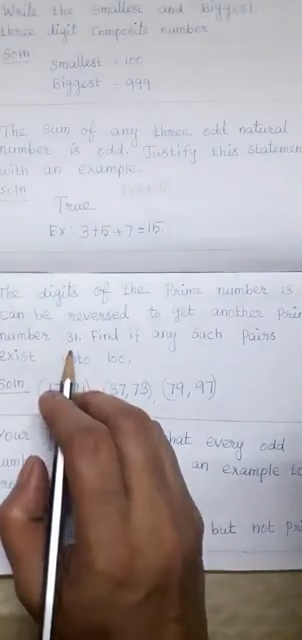 Write the smallest and Biggest
three digit Composite number
Soln
Smallest = 100
Biggest = 999
The Sum of any three odd natural
number is odd. Justify this Statemen
with an example.
Soln
True
Ex: 3+5+7=15.
The digits of the Prime number 13
can be reversed to get another Prim
number 31. Find if any such Pairs
exist upto 100.
Soln (37,73), (79, 97)
Your hat every odd
an example to
but not pri